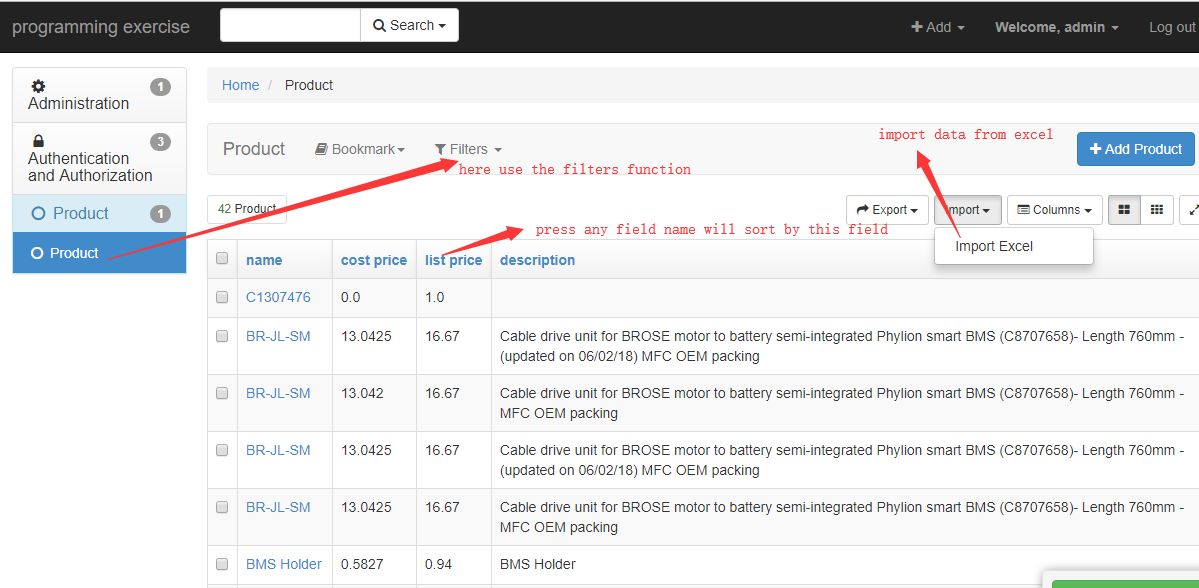 programming exercise
Search
Add
Welcome, admin
Log out
Administration
1
Authentication
and Authorization
3
Product
1
Product
Home / Product
Product
Bookmark
Filters
import data from excel
Add Product
here use the filters function
42 Product
Export
Import
Columns
Import Excel
press any field name will sort by this field
name cost price list price description
C1307476 0.0 1.0
BR-JL-SM 13.0425 16.67 Cable drive unit for BROSE motor to battery semi-integrated Phylion smart BMS (C8707658)- Length 760mm -
(updated on 06/02/18) MFC OEM packing
BR-JL-SM 13.042 16.67 Cable drive unit for BROSE motor to battery semi-integrated Phylion smart BMS (C8707658)- Length 760mm -
MFC OEM packing
BR-JL-SM 13.0425 16.67 Cable drive unit for BROSE motor to battery semi-integrated Phylion smart BMS (C8707658)- Length 760mm -
(updated on 06/02/18) MFC OEM packing
BR-JL-SM 13.0425 16.67 Cable drive unit for BROSE motor to battery semi-integrated Phylion smart BMS (C8707658)- Length 760mm -
MFC OEM packing
BMS Holder 0.5827 0.94 BMS Holder